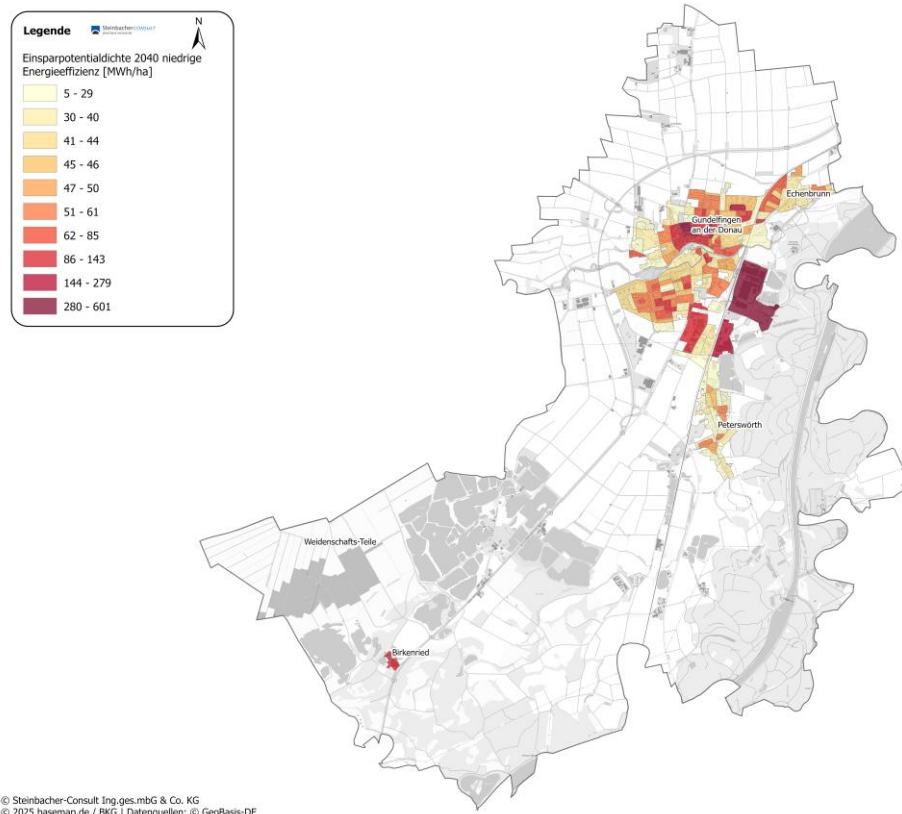 Legende
SteinbacherCONSULT
N
Einsparpotentialdichte 2040 niedrige
Energieeffizienz [MWh/ha]
5 - 29
30 - 40
41 - 44
45 - 46
47 - 50
51 - 61
62 - 85
86 - 143
144 - 279
280 - 601
Echenbrunn
Gundelfingen
an der Donau
Peterswörth
Weidenschafts-Teile
Birkenried
© Steinbacher-Consult Ing.ges.mbG & Co. KG
© 2025 basemap.de / BKG | Datenquellen: © GeoBasis-DE